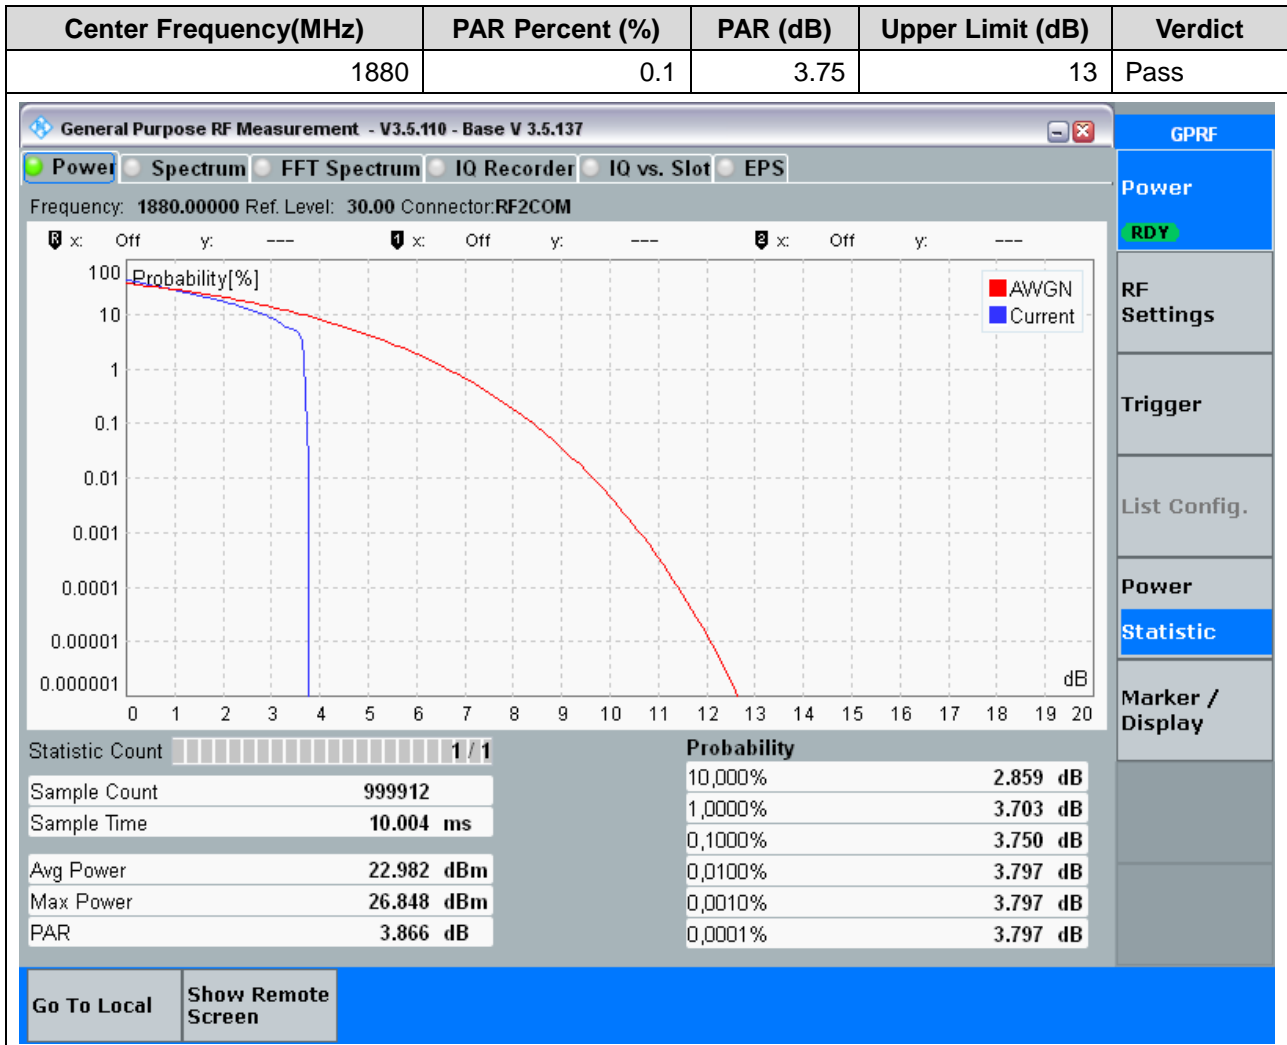 Center Frequency(MHz) PAR Percent (%) PAR (dB) Upper Limit (dB) Verdict
1880 0.1 3.75 13 Pass
General Purpose RF Measurement - V3.5.110 - Base V 3.5.137
GPRF
Power Spectrum FFT Spectrum IQ Recorder IQ vs. Slot EPS
Power
RDY
Frequency: 1880.00000 Ref. Level: 30.00 Connector:RF2COM
R x: Off y: --- 1 x: Off y: --- 2 x: Off y: ---
Probability[%]
100
10
1
0.1
0.01
0.001
0.0001
0.00001
0.000001
AWGN
Current
dB
0 1 2 3 4 5 6 7 8 9 10 11 12 13 14 15 16 17 18 19 20
RF
Settings
Trigger
List Config.
Power
Statistic
Marker /
Display
Statistic Count 1 / 1
Sample Count 999912
Sample Time 10.004 ms
Avg Power 22.982 dBm
Max Power 26.848 dBm
PAR 3.866 dB
Probability
10,000% 2.859 dB
1,0000% 3.703 dB
0,1000% 3.750 dB
0,0100% 3.797 dB
0,0010% 3.797 dB
0,0001% 3.797 dB
Go To Local
Show Remote
Screen